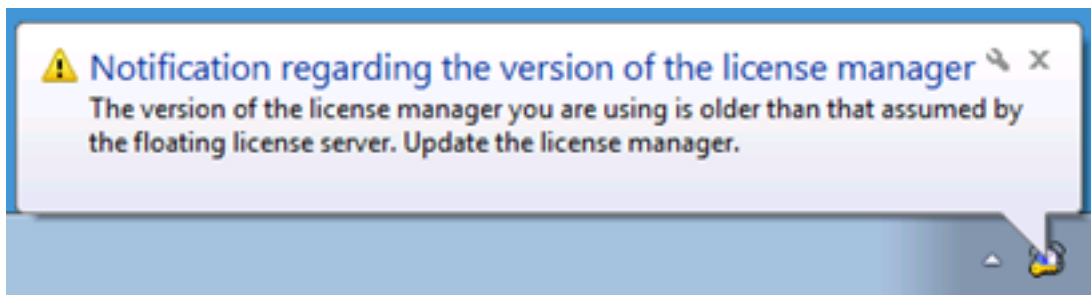 Notification regarding the version of the license manager
The version of the license manager you are using is older than that assumed by
the floating license server. Update the license manager.